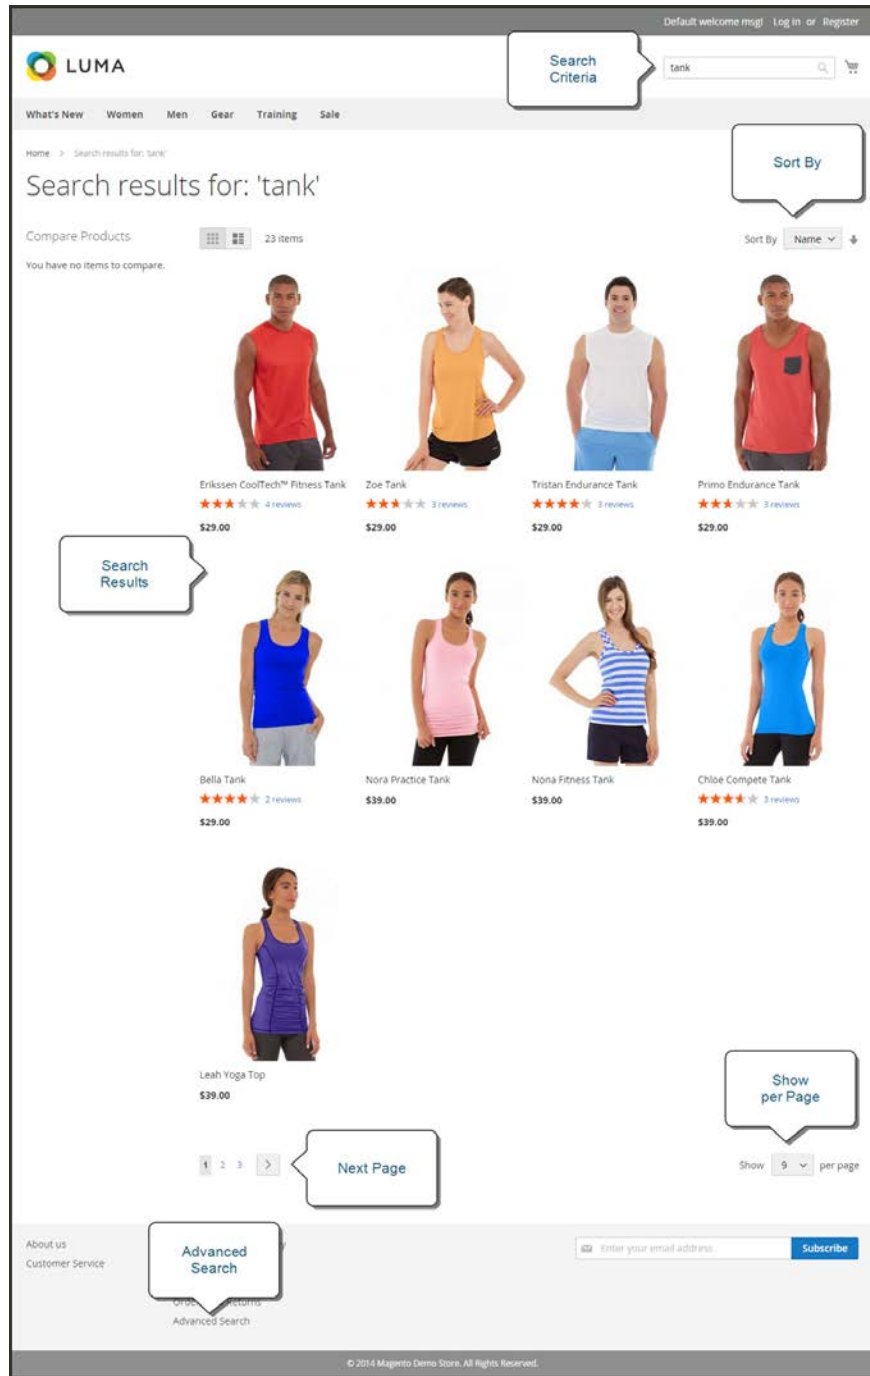 Default welcome msg! Log In or Register
LUMA
Search
Criteria
tank
What's New Women Men Gear Training Sale
Home > Search results for: 'tank'
Sort By
Search results for: 'tank'
Compare Products
23 items
Sort By Name
You have no items to compare.
Erikssen CoolTech™ Fitness Tank Zoe Tank Tristan Endurance Tank Primo Endurance Tank
4 reviews 3 reviews 3 reviews 3 reviews
$29.00 $29.00 $29.00 $29.00
Search
Results
Bella Tank Nora Practice Tank Nona Fitness Tank Chloe Compete Tank
2 reviews $39.00 $39.00 3 reviews
$29.00 $39.00
Leah Yoga Top
$39.00
Show
per Page
1 2 3 >
Next Page
Show 9 per page
About us
Customer Service
Advanced
Search
Enter your email address
Subscribe
Returns
Advanced Search
© 2014 Magento Demo Store. All Rights Reserved.